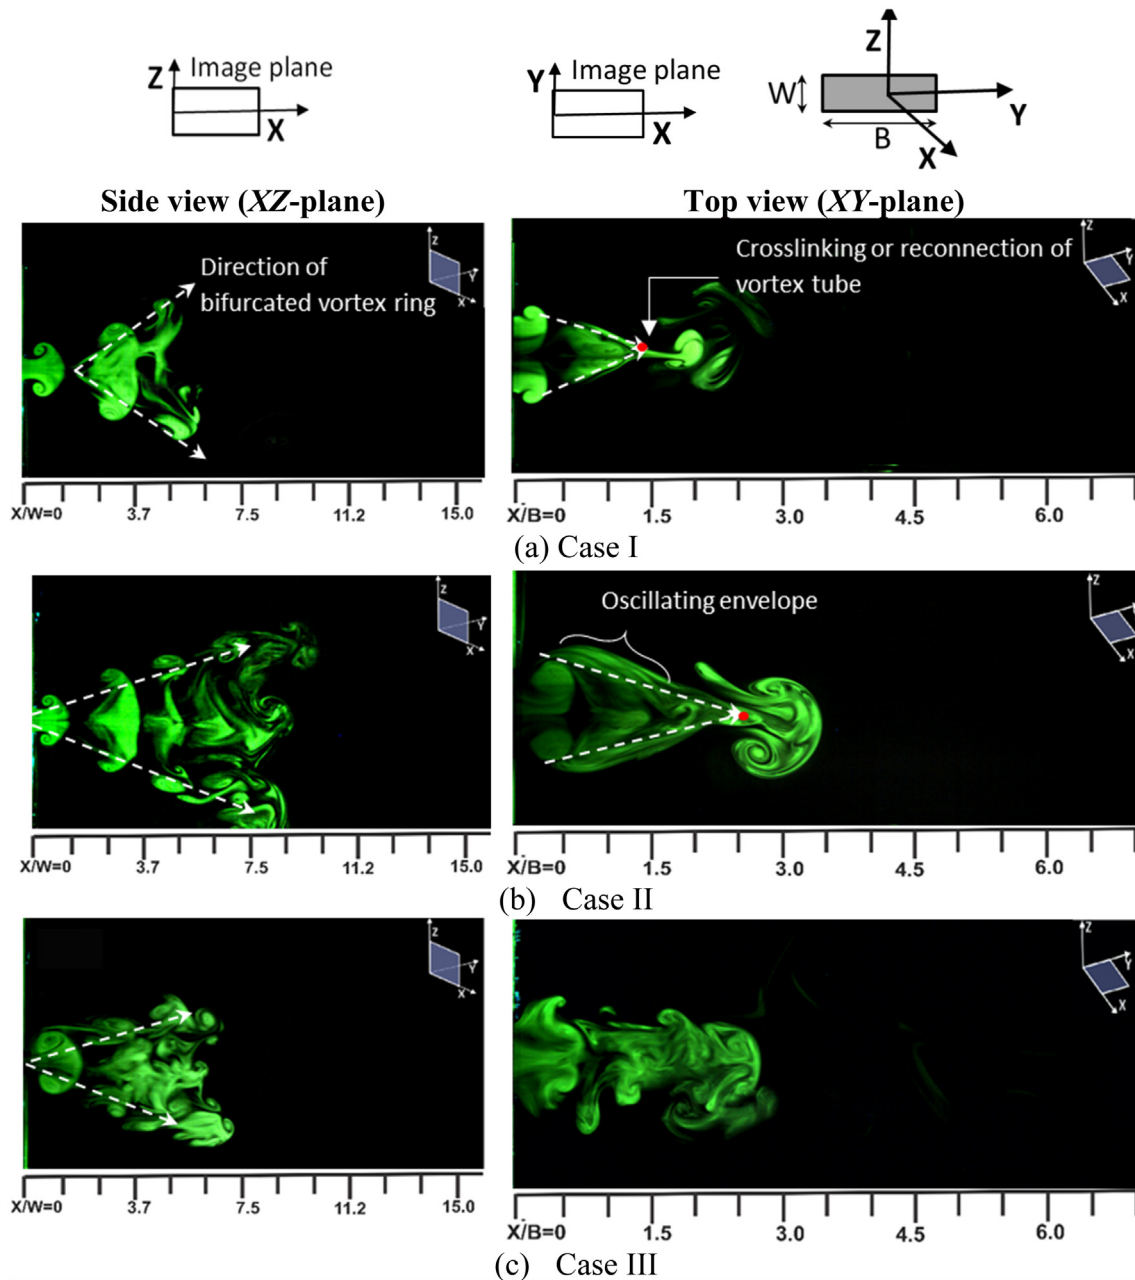 Z Image plane
X
Y Image plane
X
Z
W
Y
B
X
Side view (XZ-plane)
Top view (XY-plane)
Direction of
bifurcated vortex ring
Z
Y
X
Crosslinking or reconnection of
vortex tube
Z
Y
X
X/W=0 3.7 7.5 11.2 15.0
X/B=0 1.5 3.0 4.5 6.0
(a) Case I
Z
Y
X
Oscillating envelope
Z
X
X/W=0 3.7 7.5 11.2 15.0
X/B=0 1.5 3.0 4.5 6.0
(b) Case II
Z
Y
X
Z
Y
X
X/W=0 3.7 7.5 11.2 15.0
X/B=0 1.5 3.0 4.5 6.0
(c) Case III